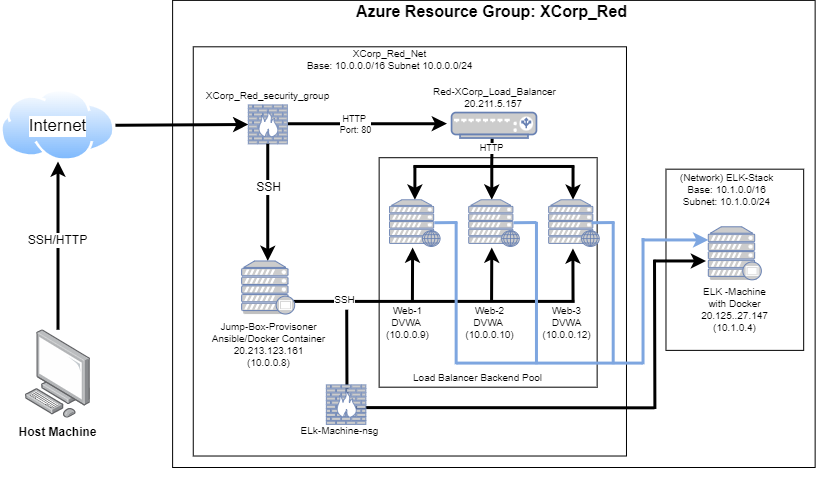 Azure Resource Group: XCorp_Red
XCorp_Red_Net
Base: 10.0.0.0/16 Subnet 10.0.0.0/24
XCorp_Red_security_group
Red-XCorp_Load_Balancer
20.211.5.157
Internet
HTTP
Port: 80
HTTP
SSH
SSH/HTTP
(Network) ELK-Stack
Base: 10.1.0.0/16
Subnet: 10.1.0.0/24
ELK -Machine
with Docker
20.125..27.147
(10.1.0.4)
SSH
Jump-Box-Provisoner
Ansible/Docker Container
20.213.123.161
(10.0.0.8)
Web-1
DVWA
(10.0.0.9)
Web-2
DVWA
(10.0.0.10)
Web-3
DVWA
(10.0.0.12)
Load Balancer Backend Pool
ELk-Machine-nsg
Host Machine